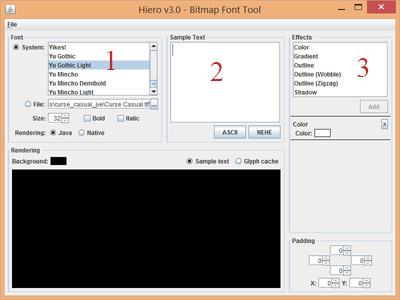 Hiero v3.0 - Bitmap Font Tool
File
Font
System:
Yikes!
Yu Gothic
Yu Gothic Light
Yu Mincho
Yu Mincho Demibold
Yu Mincho Light
1
File: s\curse_casual_jve\Curse Casual.ttf
Size: 32 Bold Italic
Rendering: Java Native
Sample Text
2
ASCII NEHE
Effects
Color
Gradient
Outline
Outline (Wobble)
Outline (Zigzag)
Shadow
3
Add
Color X
Color:
Rendering
Background: Sample text Glyph cache
Padding
0
0 0
0
X: 0 Y: 0